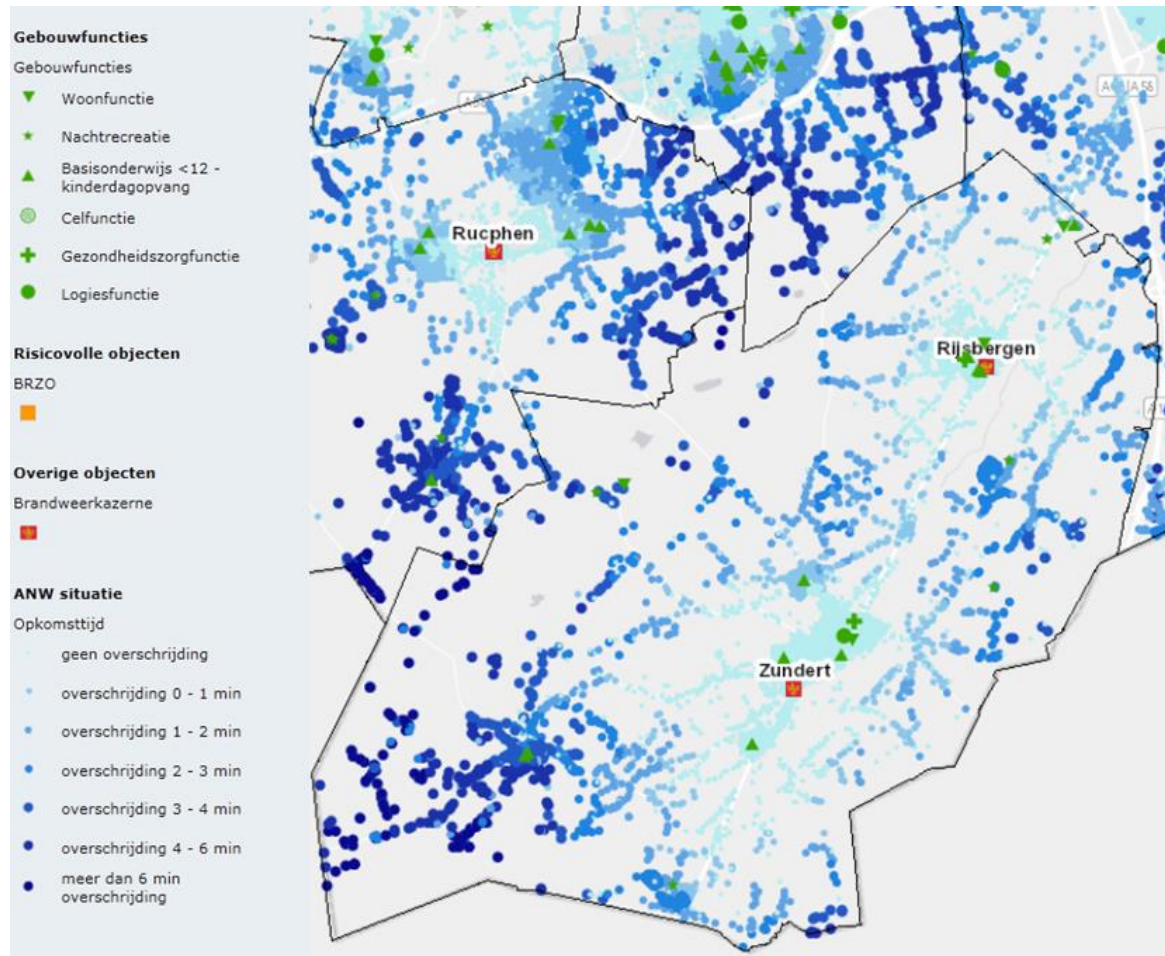 Gebouwfuncties
Gebouwfuncties
Woonfunctie
Nachtrecreatie
Basisonderwijs <12 -
kinderdagopvang
Celfunctie
Gezondheidszorgfunctie
Logiesfunctie
Risicovolle objecten
BRZO
Overige objecten
Brandweerkazerne
ANW situatie
Opkomsttijd
geen overschrijding
overschrijding 0 - 1 min
overschrijding 1 - 2 min
overschrijding 2 - 3 min
overschrijding 3 - 4 min
overschrijding 4 - 6 min
meer dan 6 min
overschrijding
Rucphen
Rijsbergen
Zundert